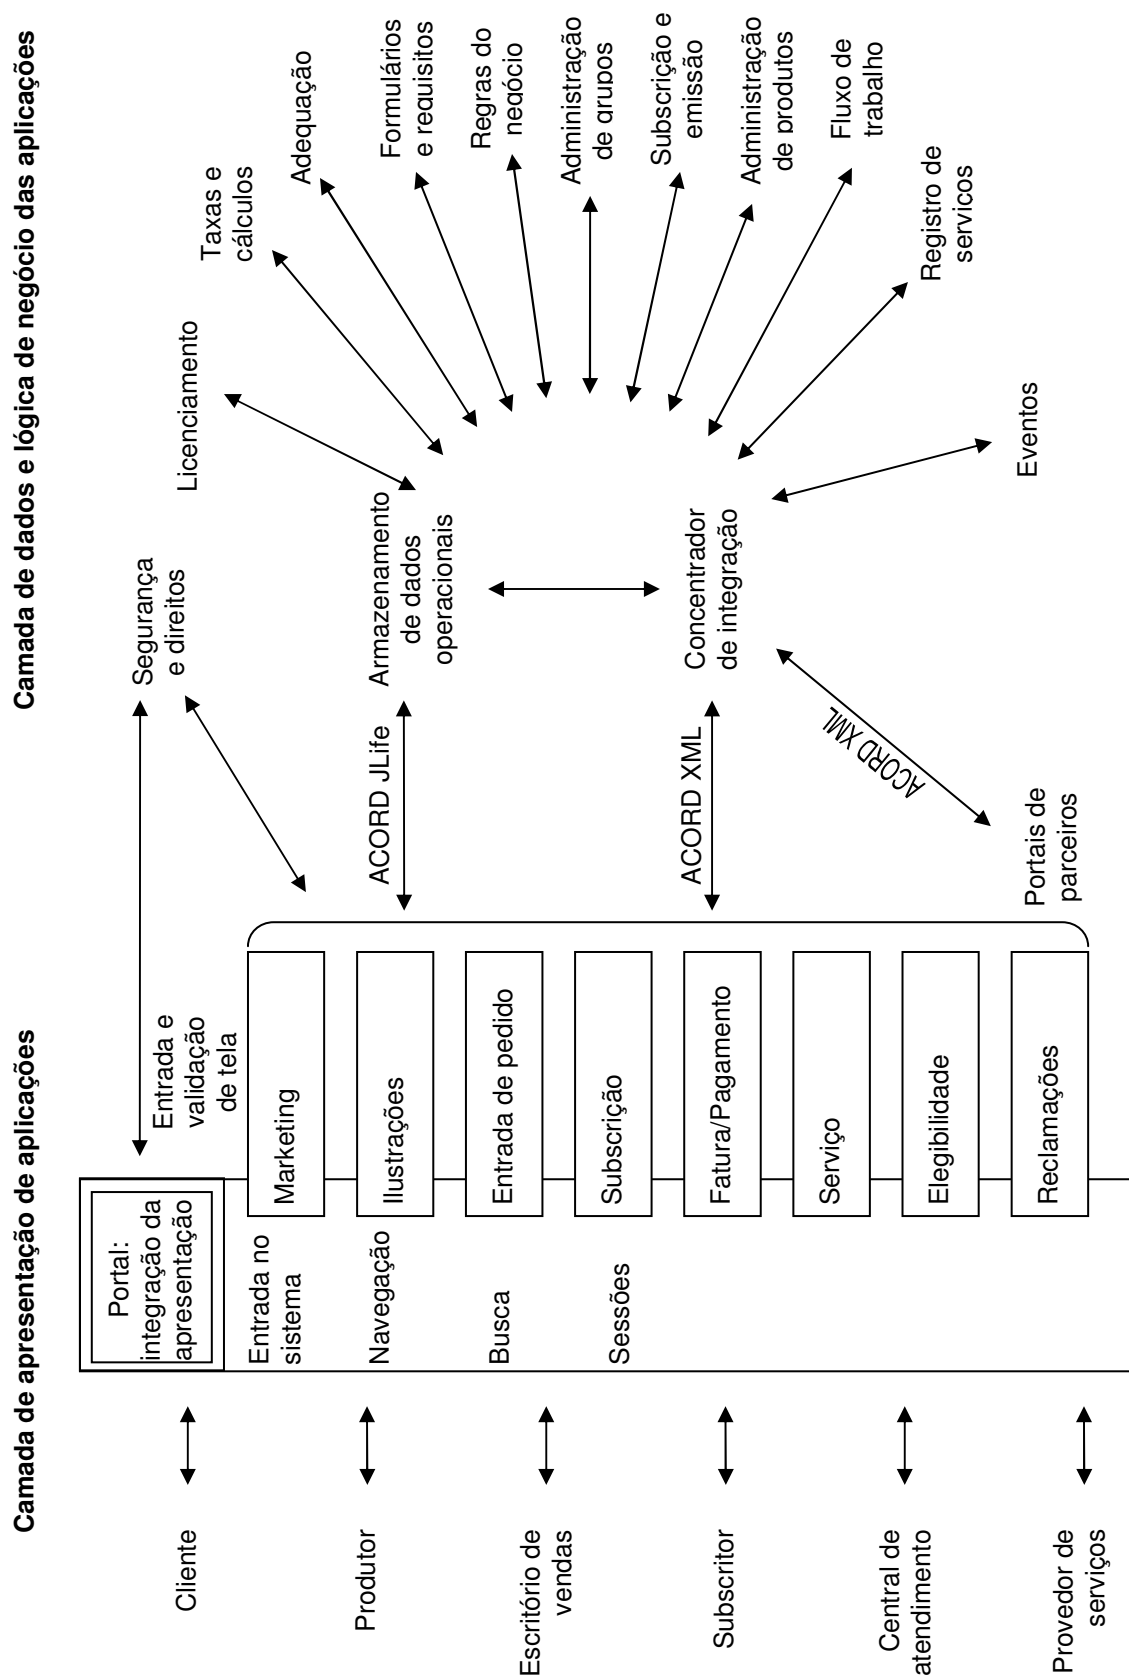 Camada de apresentação de aplicações
Camada de dados e lógica de negócio das aplicações
Cliente
Produtor
Escritório de
vendas
Subscritor
Central de
atendimento
Provedor de
serviços
Portal:
integração da
apresentação
Entrada no
sistema
Navegação
Busca
Sessões
Entrada e
validação
de tela
Marketing
Ilustrações
Entrada de pedido
Subscrição
Fatura/Pagamento
Serviço
Elegibilidade
Reclamações
Segurança
e direitos
ACORD JLife
ACORD XML
ACORD XML
Portais de
parceiros
Armazenamento
de dados
operacionais
Concentrador
de integração
Licenciamento
Taxas e
cálculos
Adequação
Formulários
e requisitos
Regras do
negócio
Administração
de grupos
Subscrição e
emissão
Administração
de produtos
Fluxo de
trabalho
Registro de
servicos
Eventos